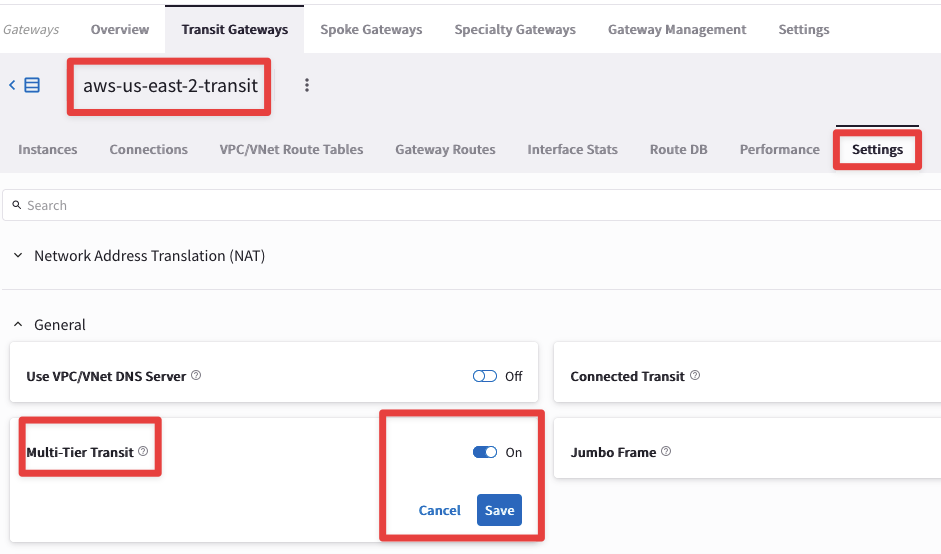 Gateways Overview Transit Gateways Spoke Gateways Specialty Gateways Gateway Management Settings
aws-us-east-2-transit
Instances Connections VPC/VNet Route Tables Gateway Routes Interface Stats Route DB Performance Settings
Search
Network Address Translation (NAT)
General
Use VPC/VNet DNS Server ? Off Connected Transit ?
Multi-Tier Transit ? On Jumbo Frame ?
Cancel Save